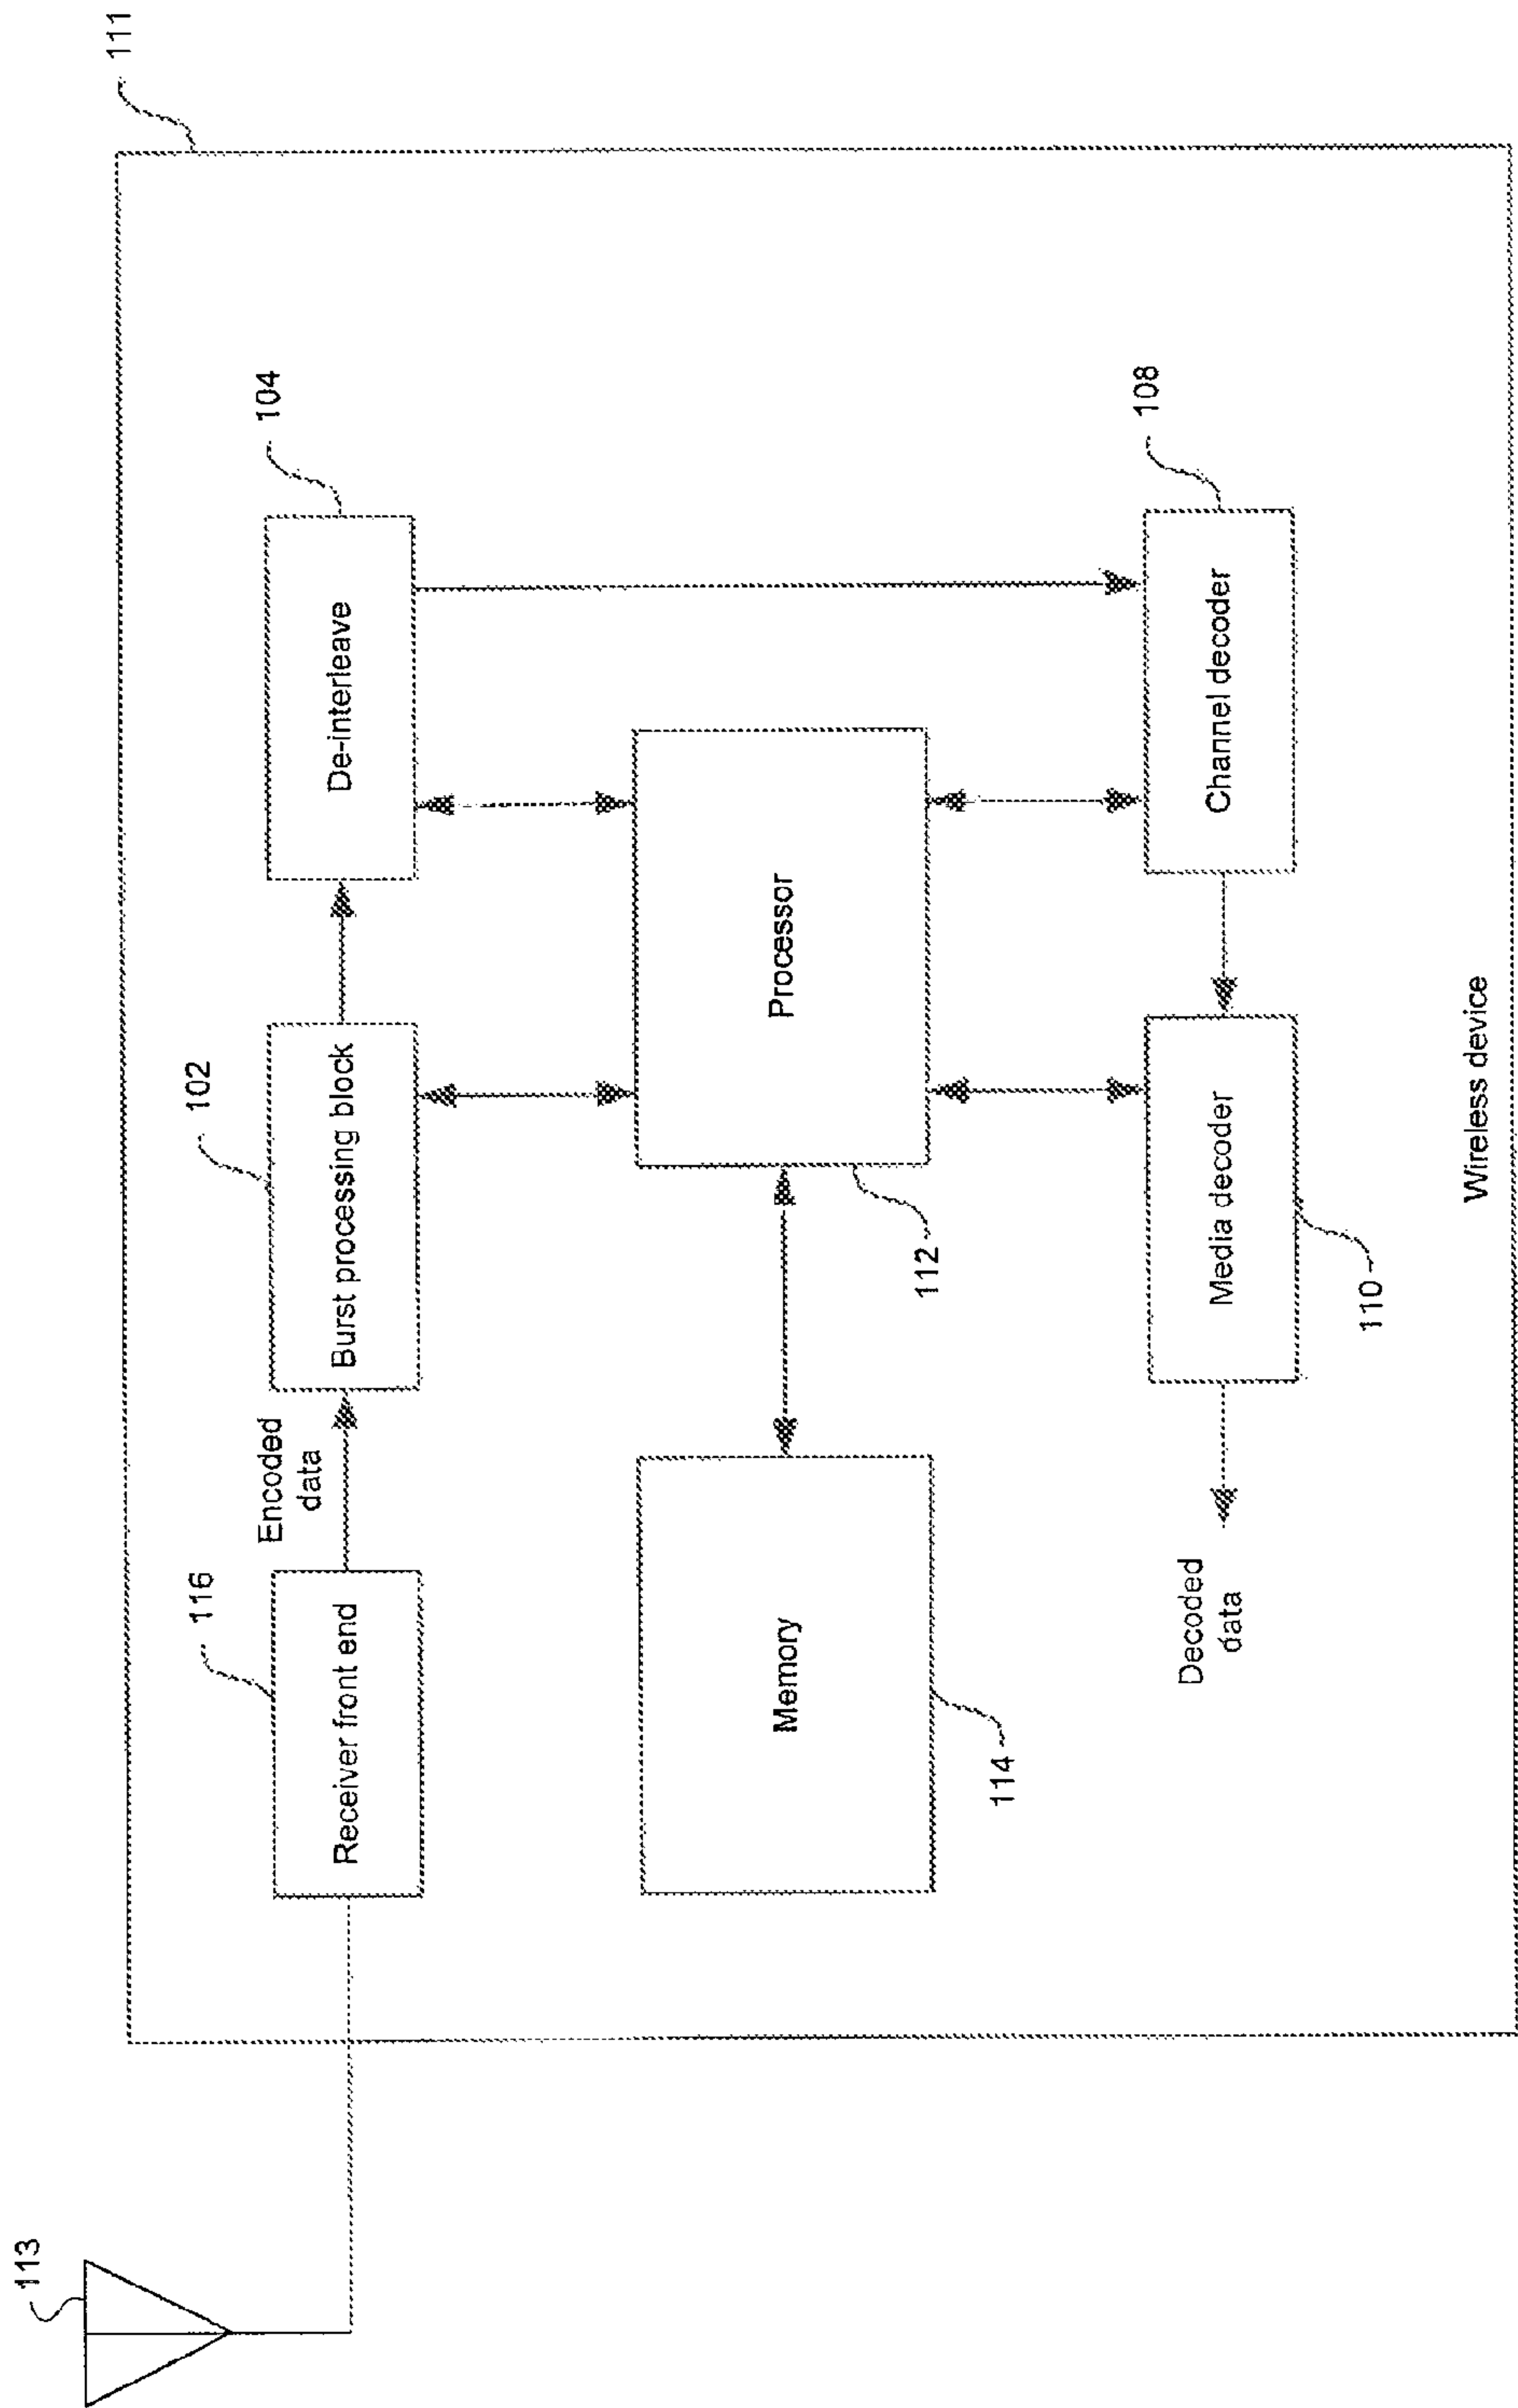 113
111
116
102
104
Receiver front end
Encoded
data
Burst processing block
De-interleave
Memory
Processor
114
112
Decoded
data
Media decoder
Channel decoder
108
110
Wireless device